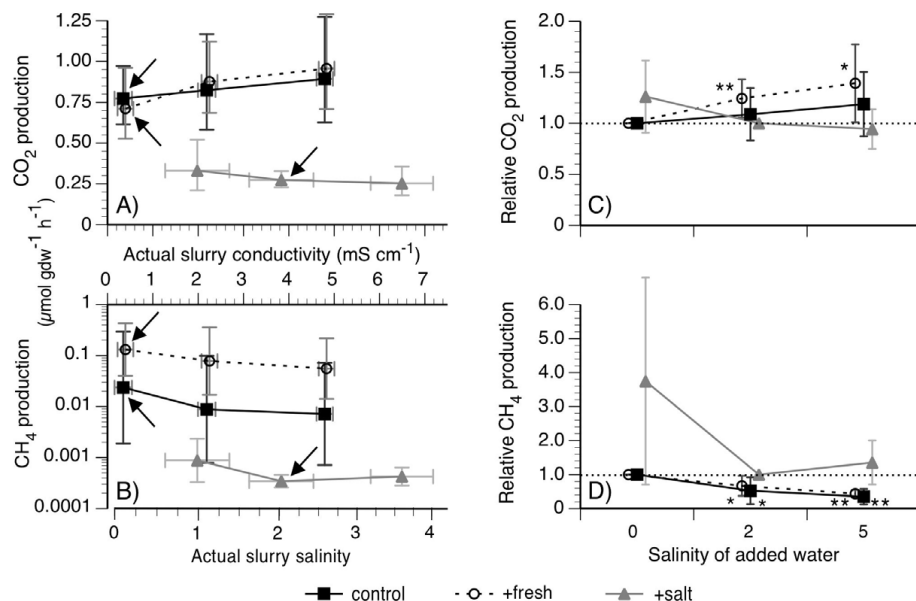 A)
CO2 production
1.25
1.00
0.75
0.50
0.25
0
Actual slurry conductivity (mS cm-1)
0 1 2 3 4 5 6 7
(µmol gdw-1 h-1)
B)
CH4 production
1
0.1
0.01
0.001
0.0001
0 1 2 3 4
Actual slurry salinity
C)
Relative CO2 production
2.0
1.5
1.0
0.5
0
** *
D)
Relative CH4 production
6.0
5.0
4.0
3.0
2.0
1.0
0
* * ** **
0 2 5
Salinity of added water
control +fresh +salt